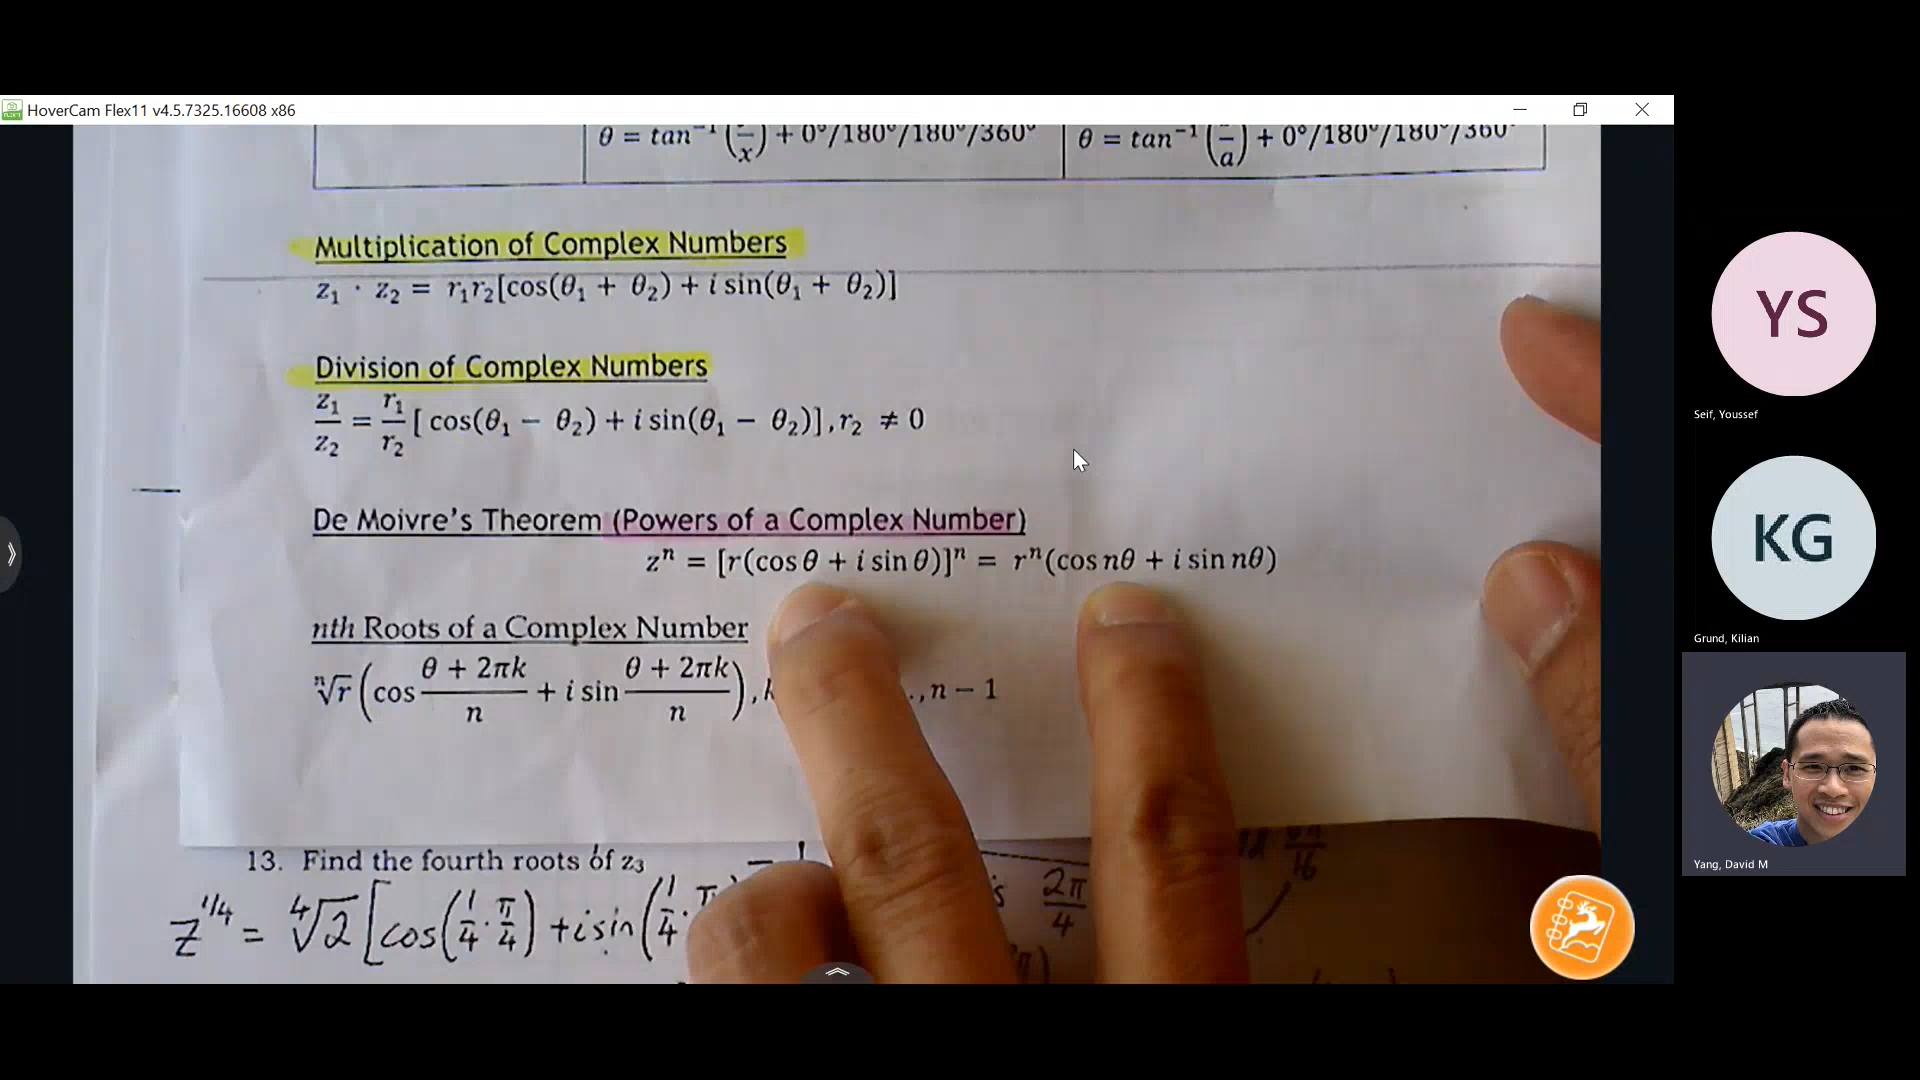 HoverCam Flex11 v4.5.7325.16608 x86
θ = tan⁻¹ (‾/x) + 0°/180°/180°/360°
θ = tan⁻¹ (‾/a) + 0°/180°/180°/360°
Multiplication of Complex Numbers
z₁ · z₂ = r₁r₂[cos(θ₁ + θ₂) + i sin(θ₁ + θ₂)]
Division of Complex Numbers
z₁/z₂ = r₁/r₂ [ cos(θ₁ − θ₂) + i sin(θ₁ − θ₂)], r₂ ≠ 0
De Moivre's Theorem (Powers of a Complex Number)
zⁿ = [r(cos θ + i sin θ)]ⁿ = rⁿ(cos nθ + i sin nθ)
nth Roots of a Complex Number
ⁿ√r (cos (θ + 2πk)/n + i sin (θ + 2πk)/n), ., n − 1
13. Find the fourth roots of z₃
2π/4
16
z^1/4 = ⁴√2 [cos(1/4 · π/4) + i sin(1/4 ·
YS
Seif, Youssef
KG
Grund, Kilian
Yang, David M